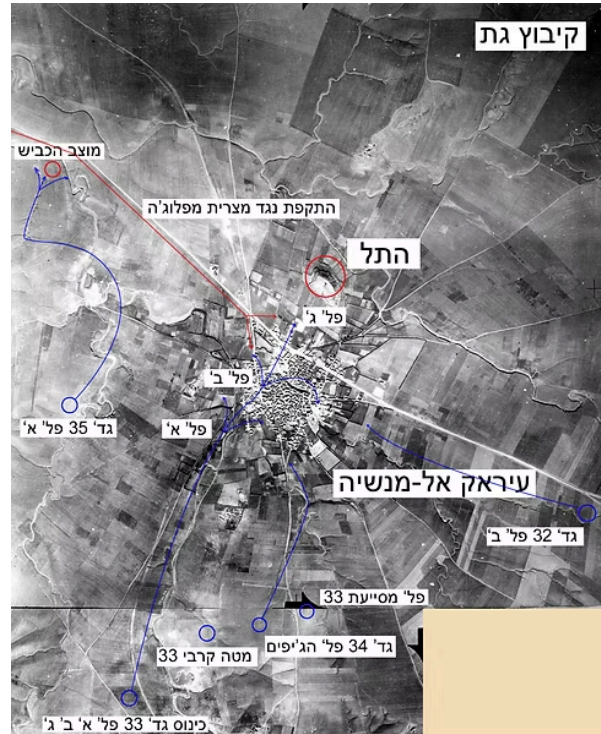 קיבוץ גת
מוצב הכביש
התקפת נגד מצרית מפלוג'ה
התל
פל' ג'
פל' ב'
פל' א'
גד' 35 פל' א'
עיראק אל-מנשיה
גד' 32 פל' ב'
פל' מסייעת 33
גד' 34 פל' הג'יפים
מטה קרבי 33
כינוס גד' 33 פל' א' ב' ג'